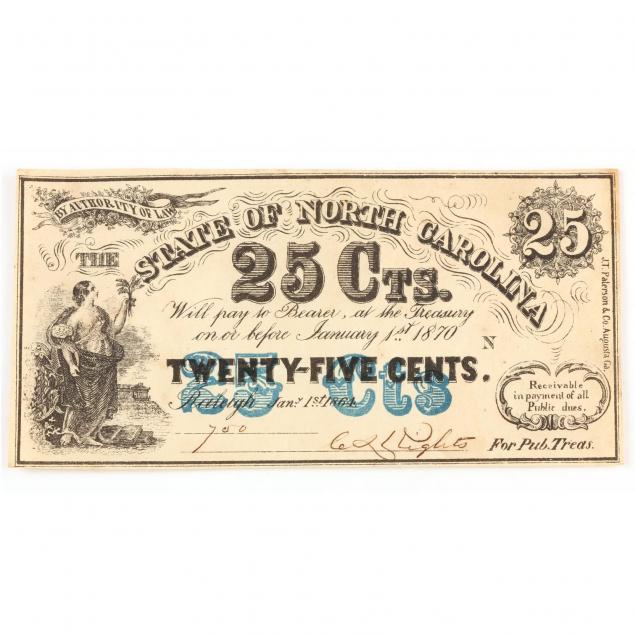 BY AUTHOR-ITY OF LAW
THE
STATE OF NORTH CAROLINA
25
25 Cts.
Will pay to Bearer, at the Treasury
on or before January 1st 1870
N
TWENTY-FIVE CENTS.
25 Cts
Raleigh Jany. 1st 1864
Receivable
in payment of all
Public dues.
For Pub. Treas.
J.T. Paterson & Co. Augusta Ga.